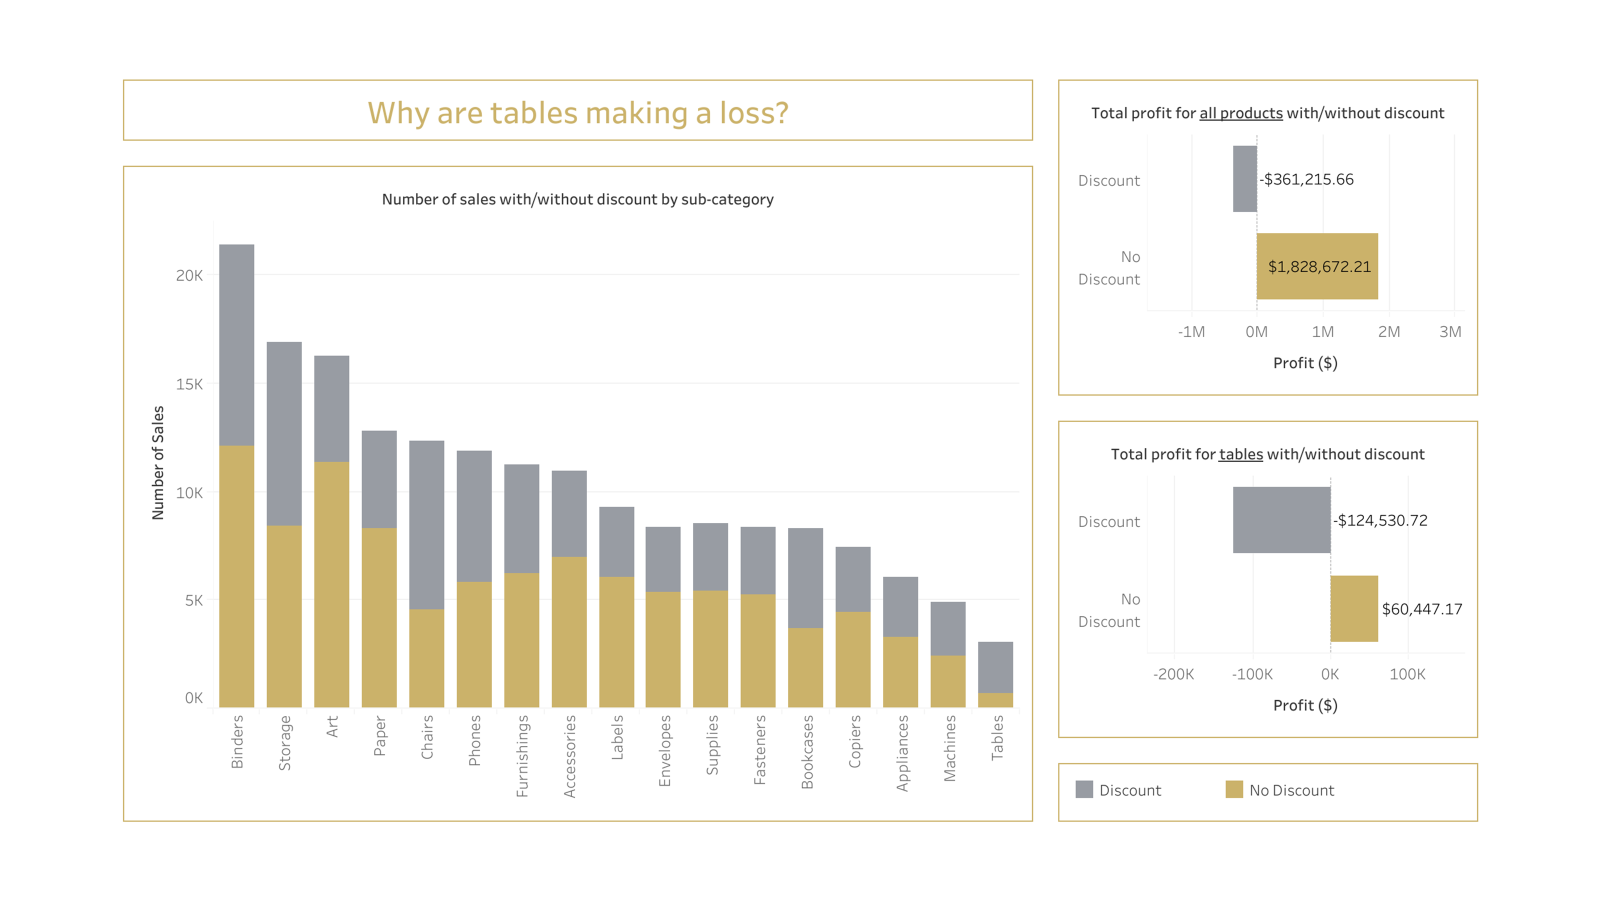 Why are tables making a loss?
Number of sales with/without discount by sub-category
Number of Sales
20K
15K
10K
5K
0K
Binders
Storage
Art
Paper
Chairs
Phones
Furnishings
Accessories
Labels
Envelopes
Supplies
Fasteners
Bookcases
Copiers
Appliances
Machines
Tables
Total profit for all products with/without discount
Discount
-$361,215.66
No
Discount
$1,828,672.21
-1M 0M 1M 2M 3M
Profit ($)
Total profit for tables with/without discount
Discount
-$124,530.72
No
Discount
$60,447.17
-200K -100K 0K 100K
Profit ($)
Discount No Discount